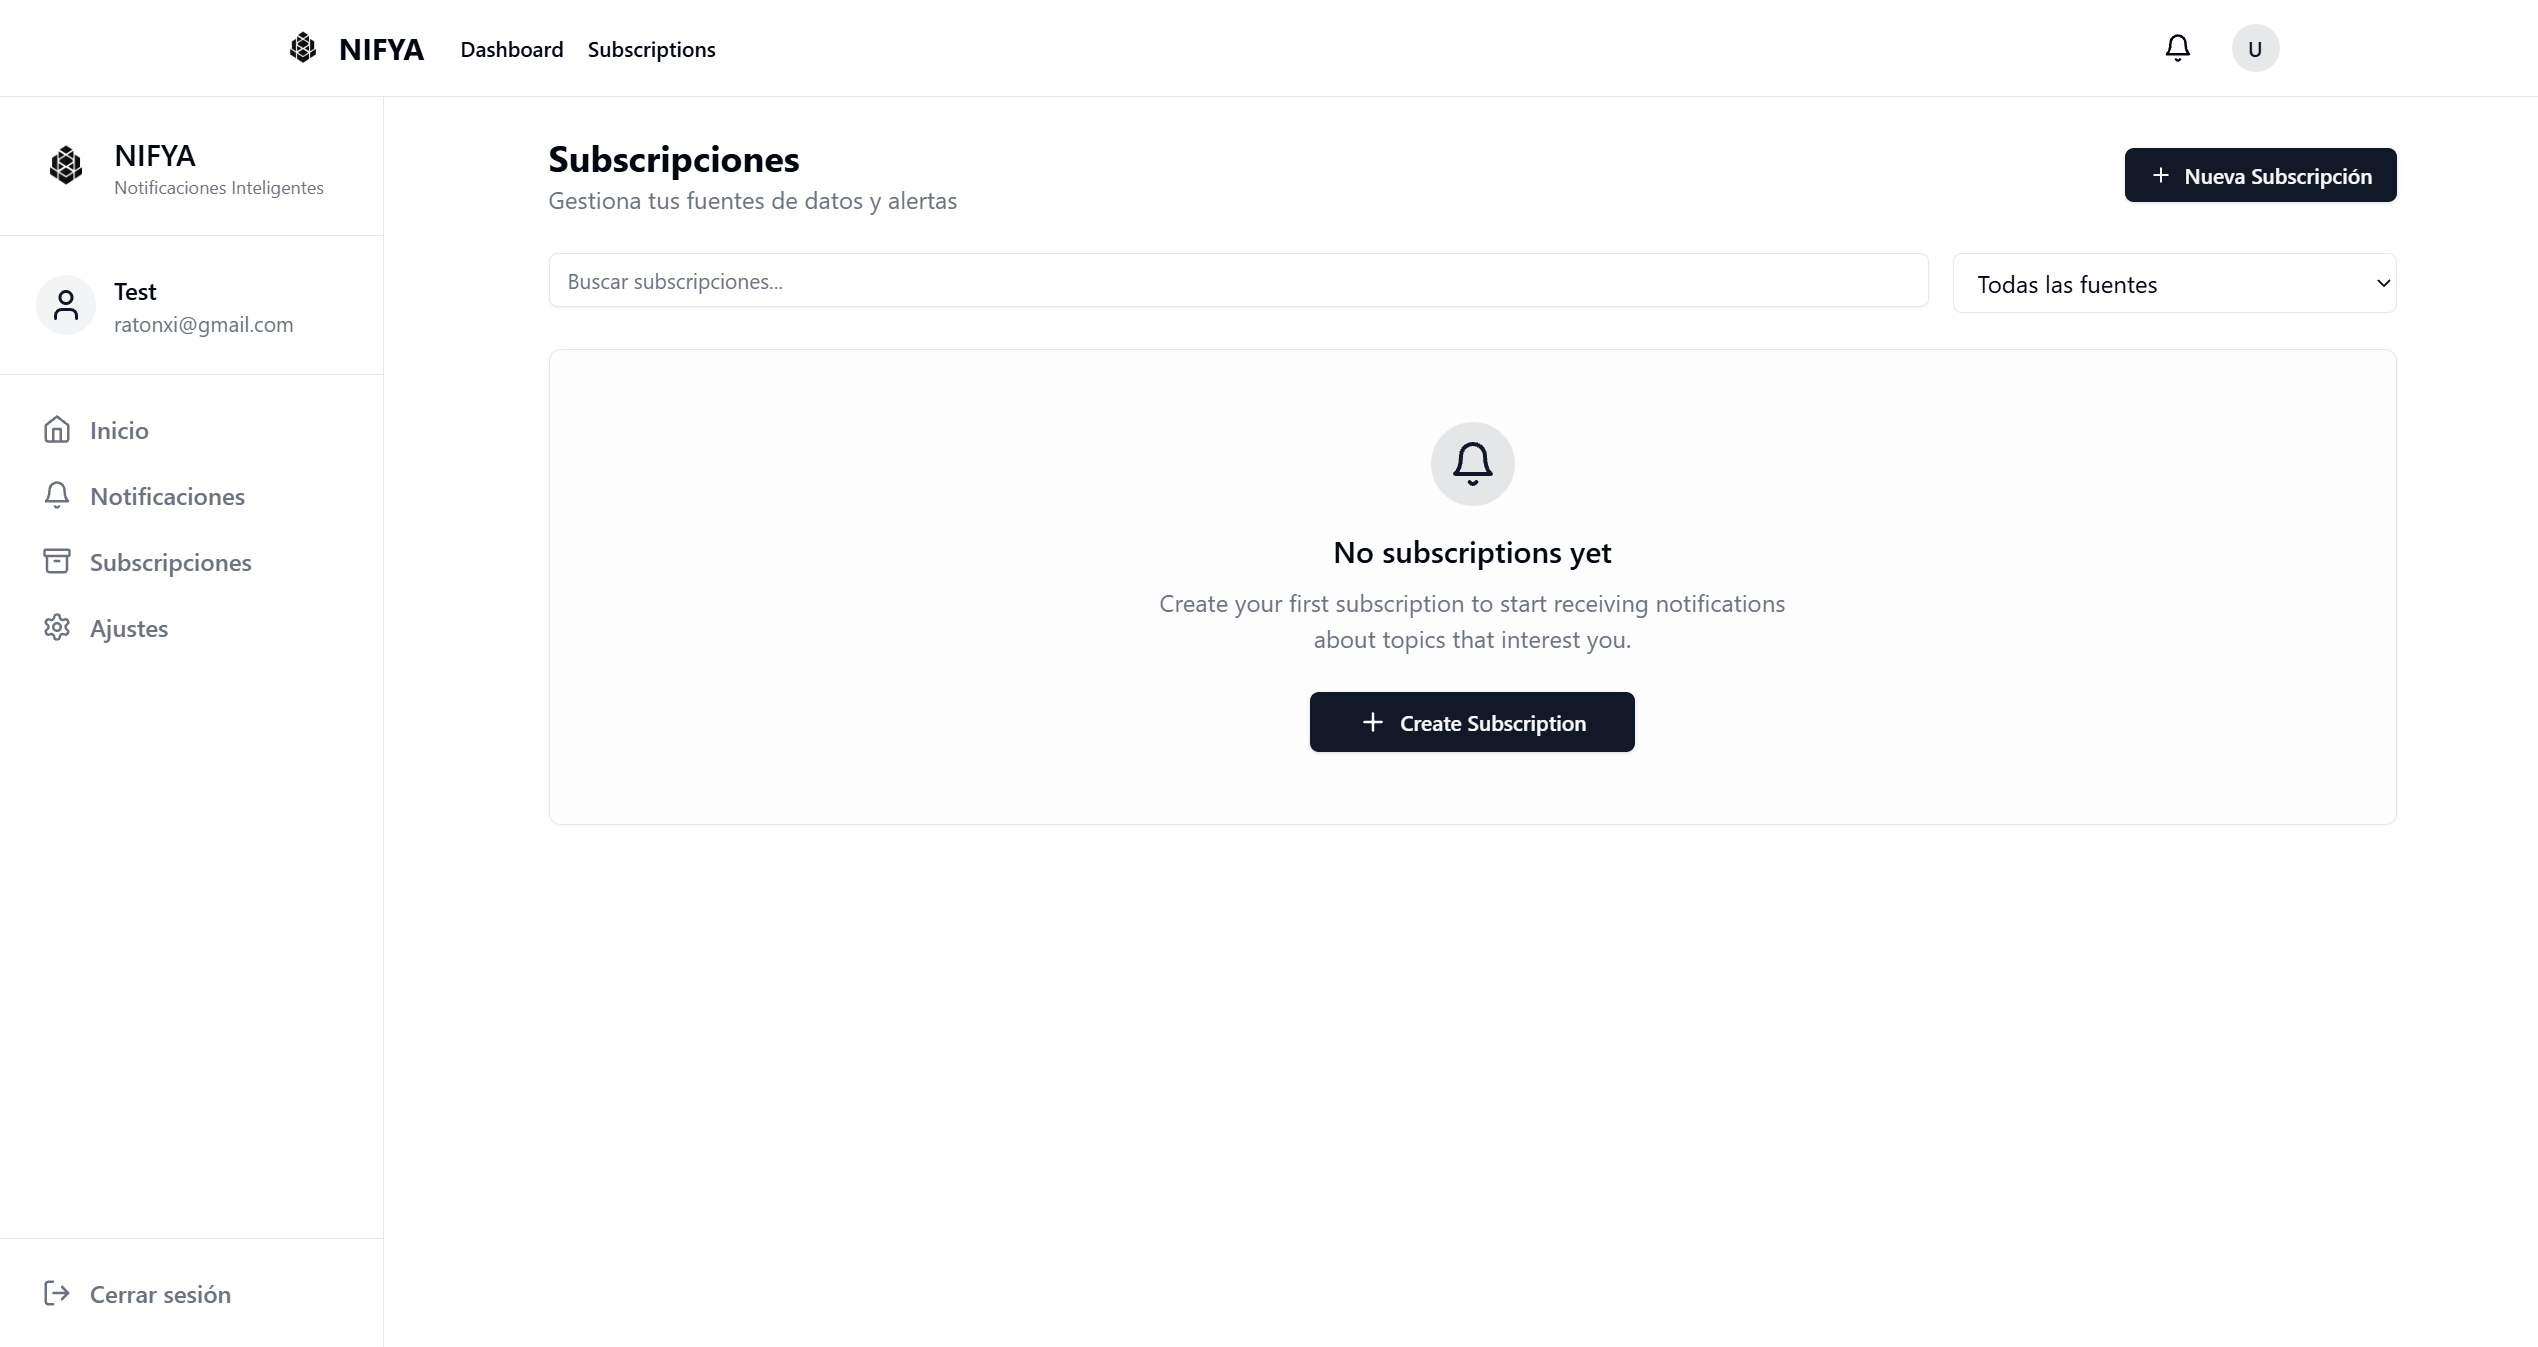 NIFYA
Dashboard
Subscriptions
U
NIFYA
Notificaciones Inteligentes
Test
ratonxi@gmail.com
Inicio
Notificaciones
Subscripciones
Ajustes
Cerrar sesión
Subscripciones
Gestiona tus fuentes de datos y alertas
Nueva Subscripción
Buscar subscripciones...
Todas las fuentes
No subscriptions yet
Create your first subscription to start receiving notifications
about topics that interest you.
Create Subscription